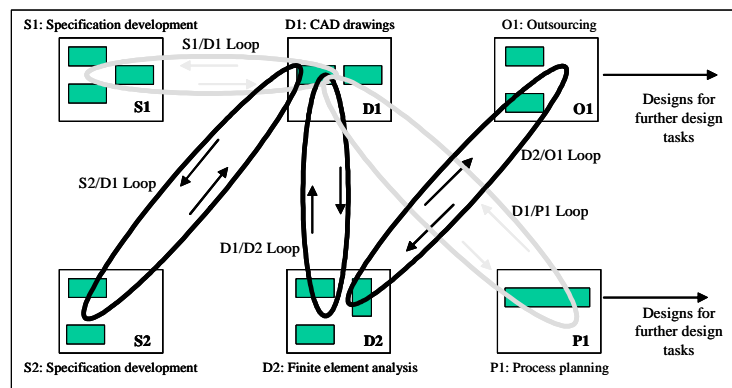 S1: Specification development
D1: CAD drawings
O1: Outsourcing
S1/D1 Loop
S1
D1
O1
Designs for
further design
tasks
S2/D1 Loop
D2/O1 Loop
D1/P1 Loop
D1/D2 Loop
S2
D2
P1
Designs for
further design
tasks
S2: Specification development
D2: Finite element analysis
P1: Process planning